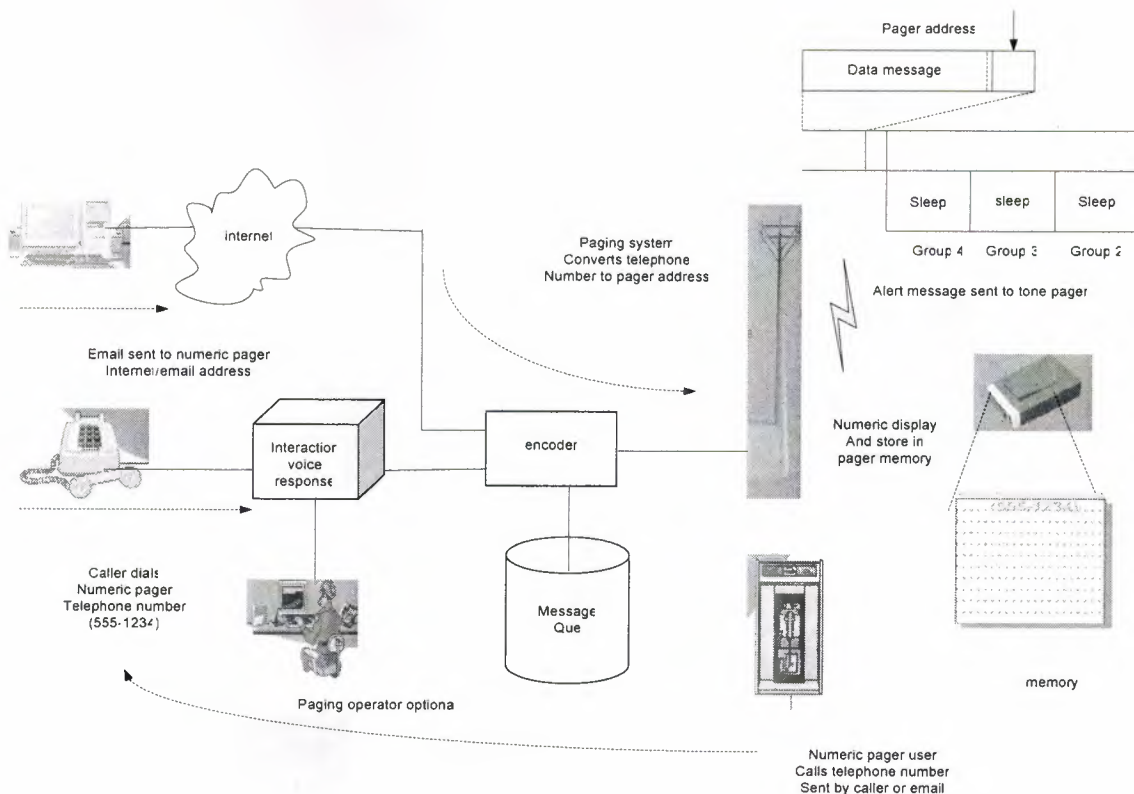 Pager address
Data message
Sleep
sleep
Sleep
Group 4
Group 3
Group 2
Alert message sent to tone pager
Internet
Paging system
Converts telephone
Number to pager address
Email sent to numeric pager
Internet/email address
Interaction
voice
response
encoder
Numeric display
And store in
pager memory
(555-1234)
Caller dials
Numeric pager
Telephone number
(555-1234)
Message
Que
memory
Paging operator optional
Numeric pager user
Calls telephone number
Sent by caller or email